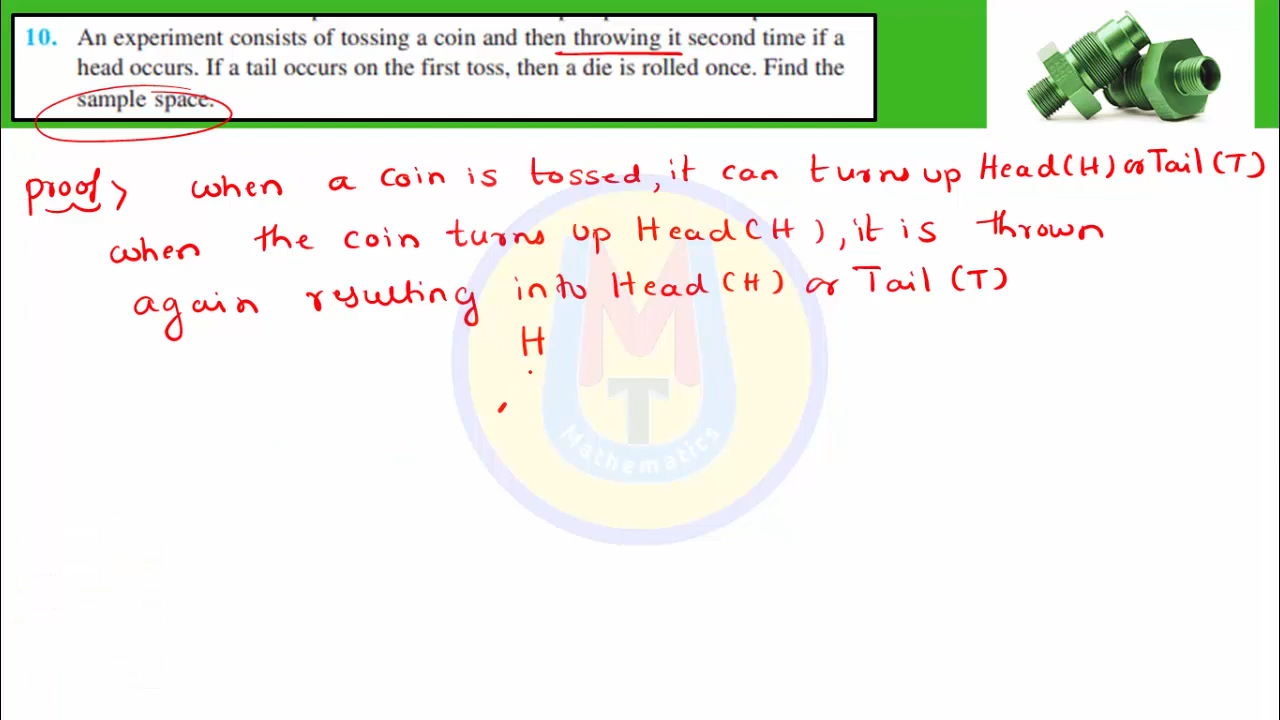 10. An experiment consists of tossing a coin and then throwing it second time if a
head occurs. If a tail occurs on the first toss, then a die is rolled once. Find the
sample space.
proof> when a coin is tossed, it can turns up Head(H) or Tail(T)
when the coin turns up Head(H), it is thrown
again resulting into Head(H) or Tail(T)
H
MT
Mathematics